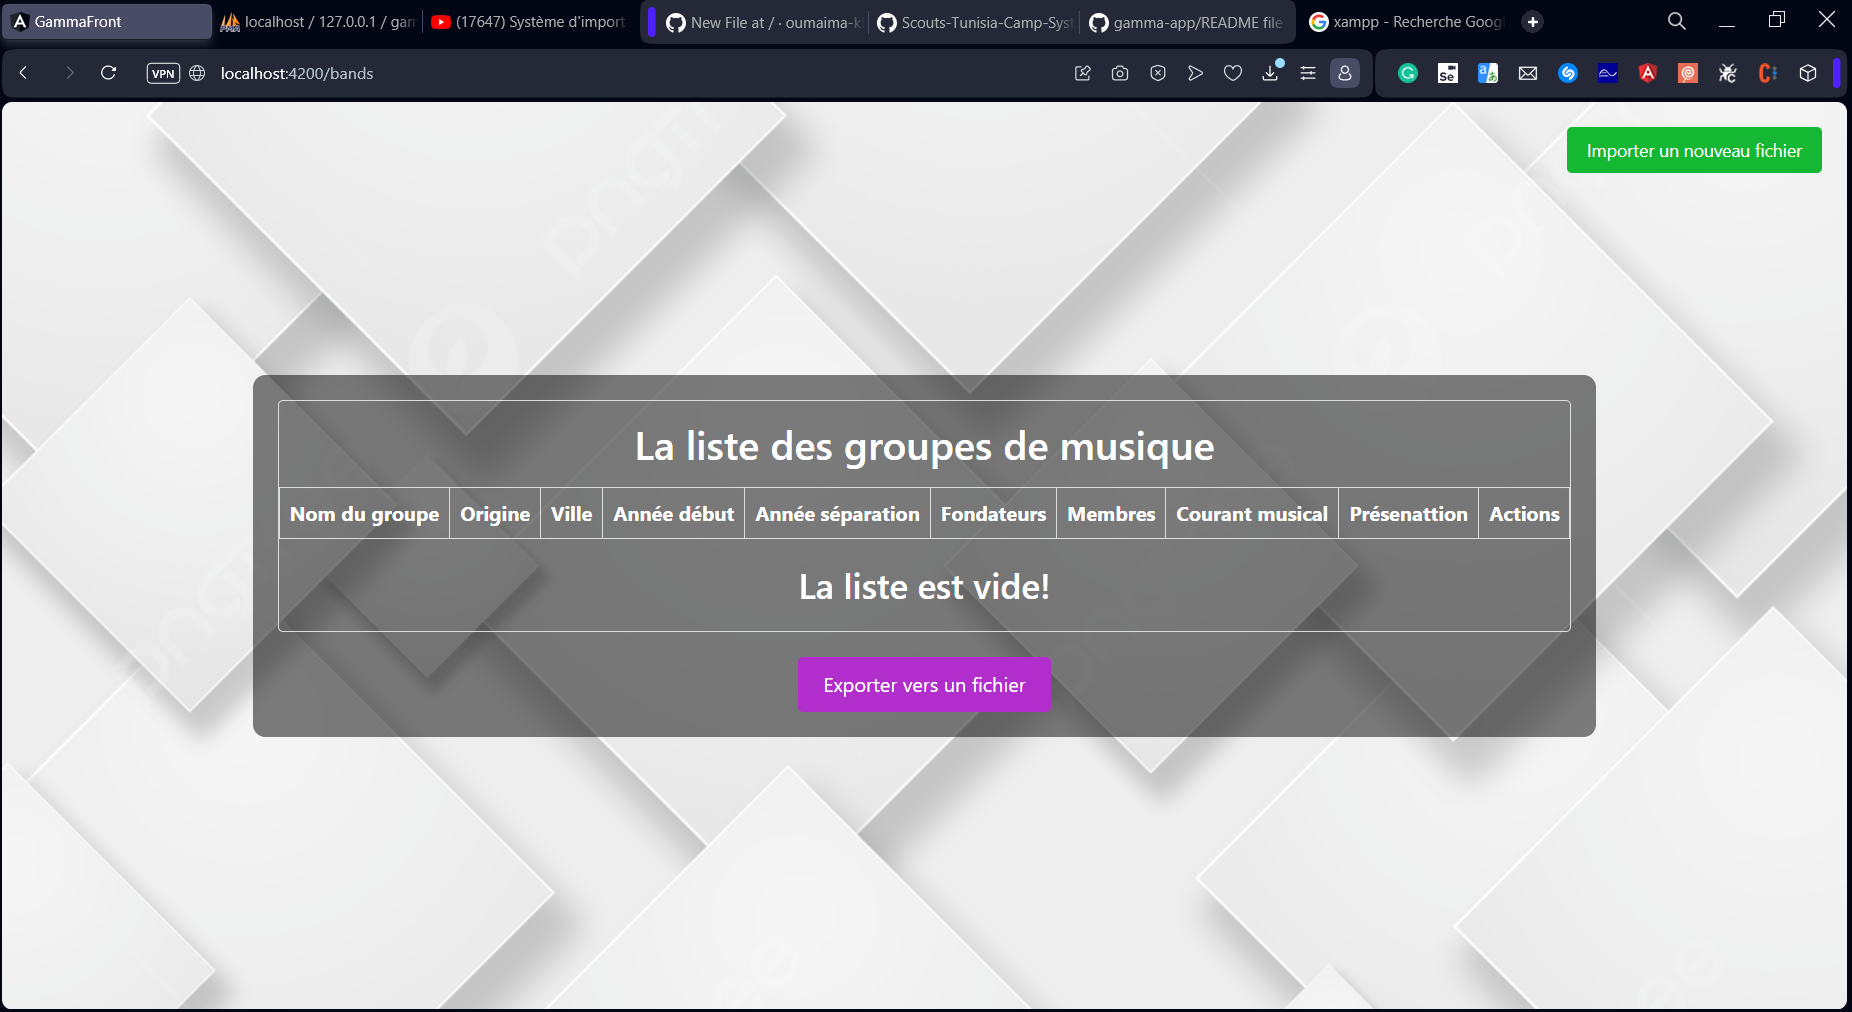 GammaFront
localhost / 127.0.0.1 / gam
(17647) Système d'import
New File at / · oumaima-k
Scouts-Tunisia-Camp-Syst
gamma-app/README file
xampp - Recherche Goog
VPN
localhost:4200/bands
Importer un nouveau fichier
La liste des groupes de musique
Nom du groupe
Origine
Ville
Année début
Année séparation
Fondateurs
Membres
Courant musical
Présenattion
Actions
La liste est vide!
Exporter vers un fichier